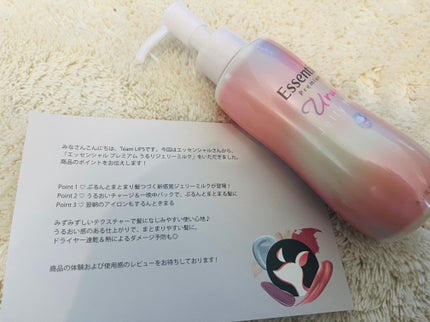 みなさんこんにちは、Team LIPSです。今回はエッセンシャルさんから、
「エッセンシャル プレミアム うるりジェリーミルク」をいただきました。
商品のポイントをお伝えします！
Point 1 ♡ ぷるんとまとまり髪つづく新感覚ジェリーミルクが登場！
Point 2 ♡ うるおいチャージ&一晩中パックで、ぷるんとまとまる髪に
Point 3 ♡ 翌朝のアイロンもするんときまる
みずみずしいテクスチャーで髪になじみやすい使い心地♪
うるおい感のある仕上がりで、まとまりやすい髪に。
ドライヤー速乾&熱によるダメージ予防も◎
商品の体験および使用感のレビューをお待ちしております！
Essenti
Premiu